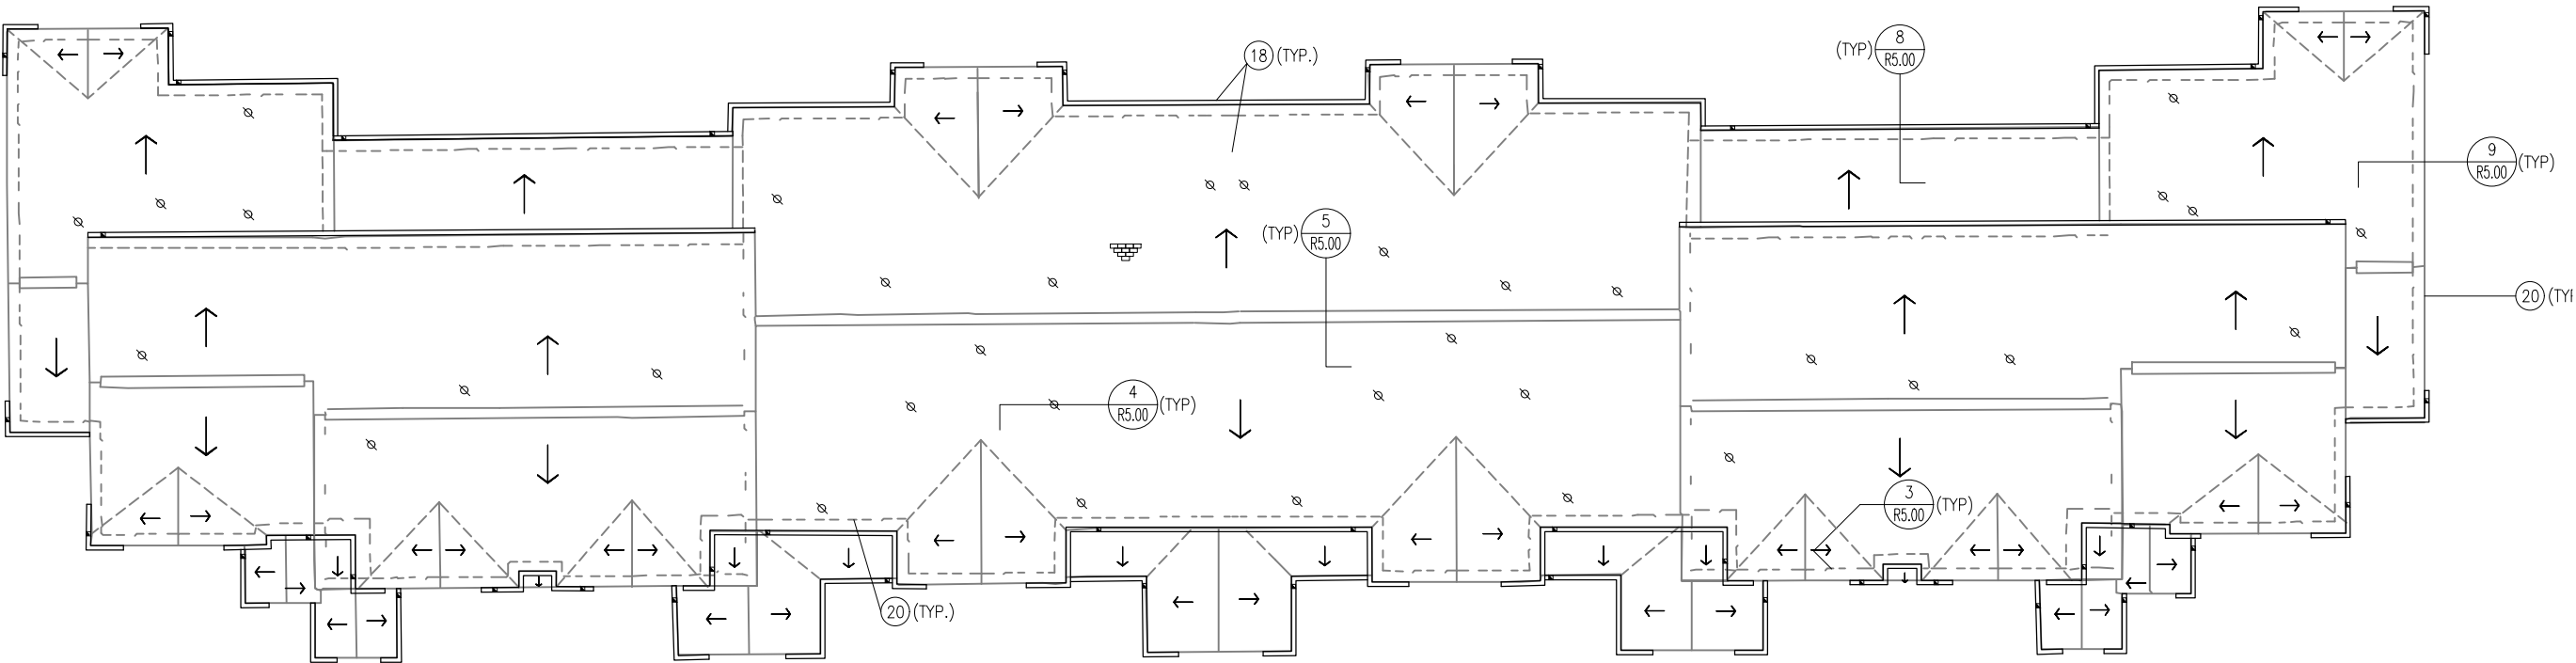 18 (TYP.)
(TYP) 8
R5.00
9 (TYP)
R5.00
(TYP) 5
R5.00
20 (TYP
4 (TYP)
R5.00
3 (TYP)
R5.00
20 (TYP.)